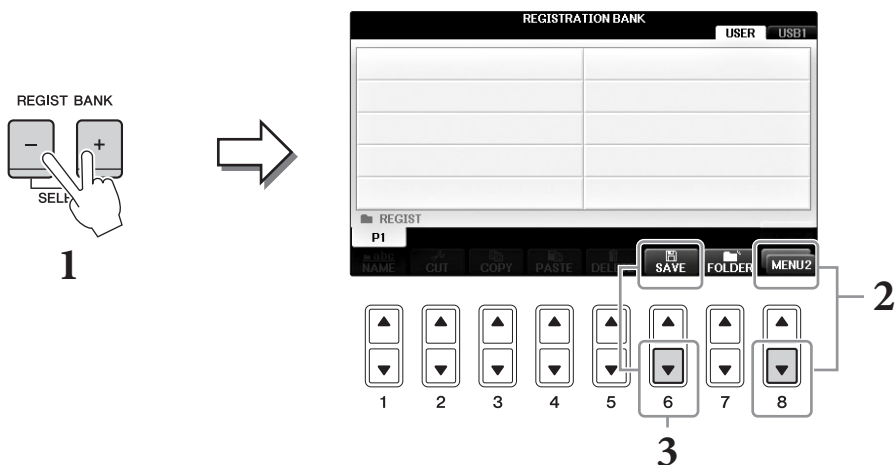 REGISTRATION BANK
USER USB1
REGIST BANK
- +
1
REGIST
P1
NAME CUT COPY PASTE SAVE FOLDER MENU2
2
1 2 3 4 5 6 7 8
3